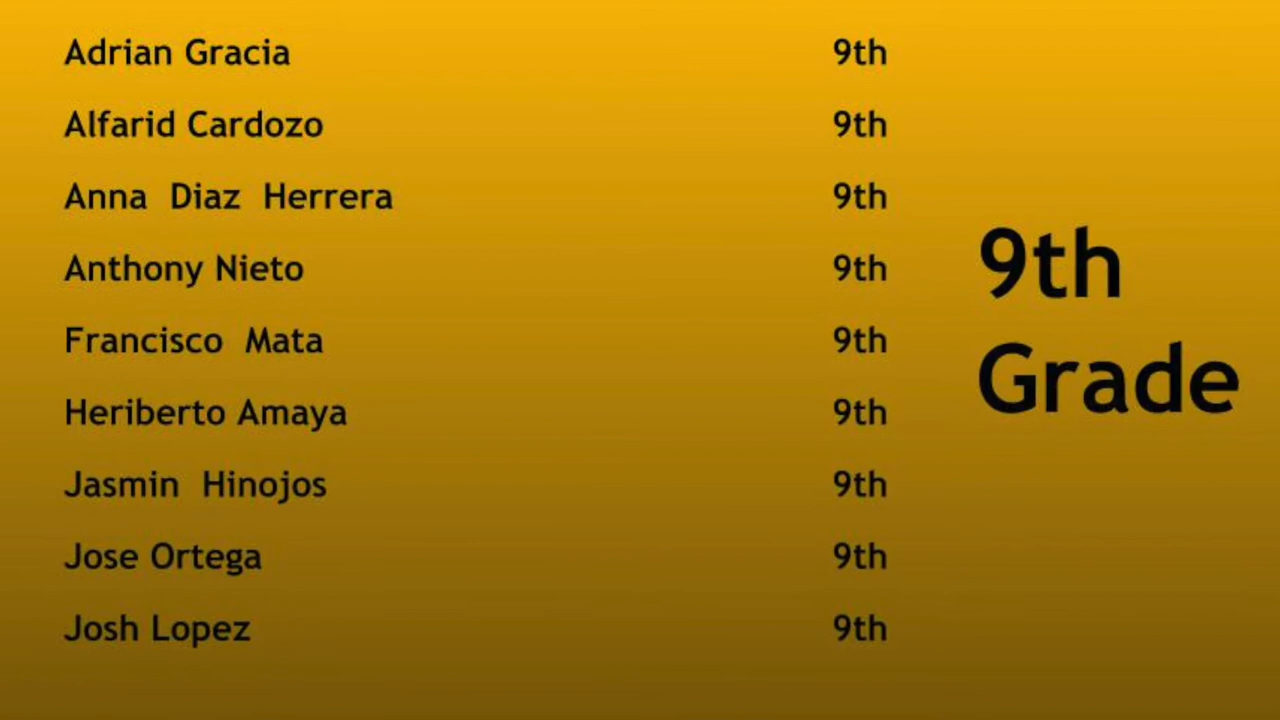 Adrian Gracia 9th
Alfarid Cardozo 9th
Anna Diaz Herrera 9th
Anthony Nieto 9th
Francisco Mata 9th
Heriberto Amaya 9th
Jasmin Hinojos 9th
Jose Ortega 9th
Josh Lopez 9th
9th
Grade